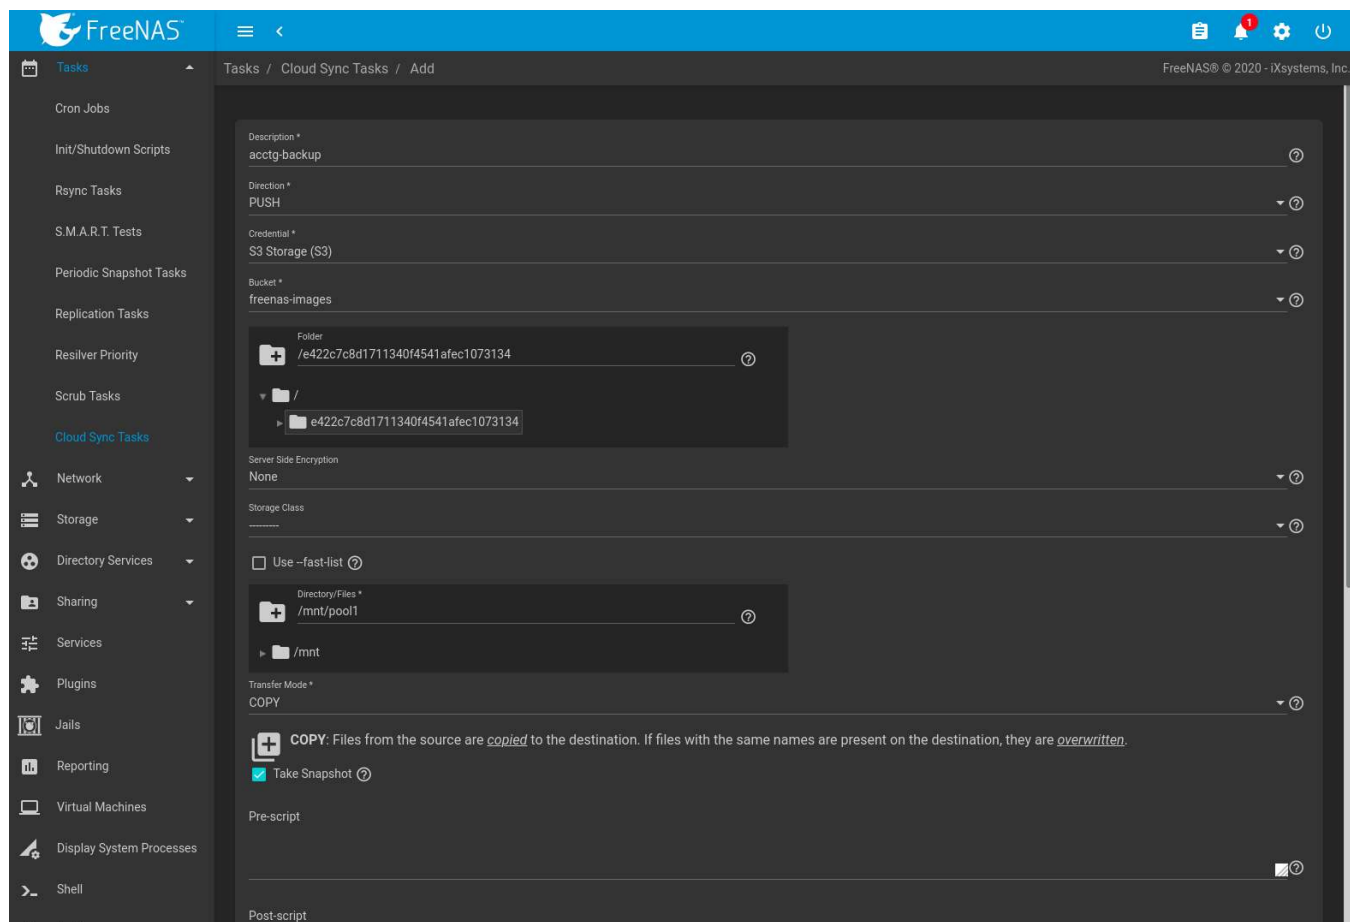 FreeNAS™
1
Tasks
Tasks / Cloud Sync Tasks / Add
FreeNAS® © 2020 - iXsystems, Inc.
Cron Jobs
Init/Shutdown Scripts
Rsync Tasks
S.M.A.R.T. Tests
Periodic Snapshot Tasks
Replication Tasks
Resilver Priority
Scrub Tasks
Cloud Sync Tasks
Network
Storage
Directory Services
Sharing
Services
Plugins
Jails
Reporting
Virtual Machines
Display System Processes
Shell
Description *
acctg-backup
Direction *
PUSH
Credential *
S3 Storage (S3)
Bucket *
freenas-images
Folder
/e422c7c8d1711340f4541afec1073134
/
e422c7c8d1711340f4541afec1073134
Server Side Encryption
None
Storage Class
---------
Use --fast-list
Directory/Files *
/mnt/pool1
/mnt
Transfer Mode *
COPY
COPY: Files from the source are copied to the destination. If files with the same names are present on the destination, they are overwritten.
Take Snapshot
Pre-script
Post-script